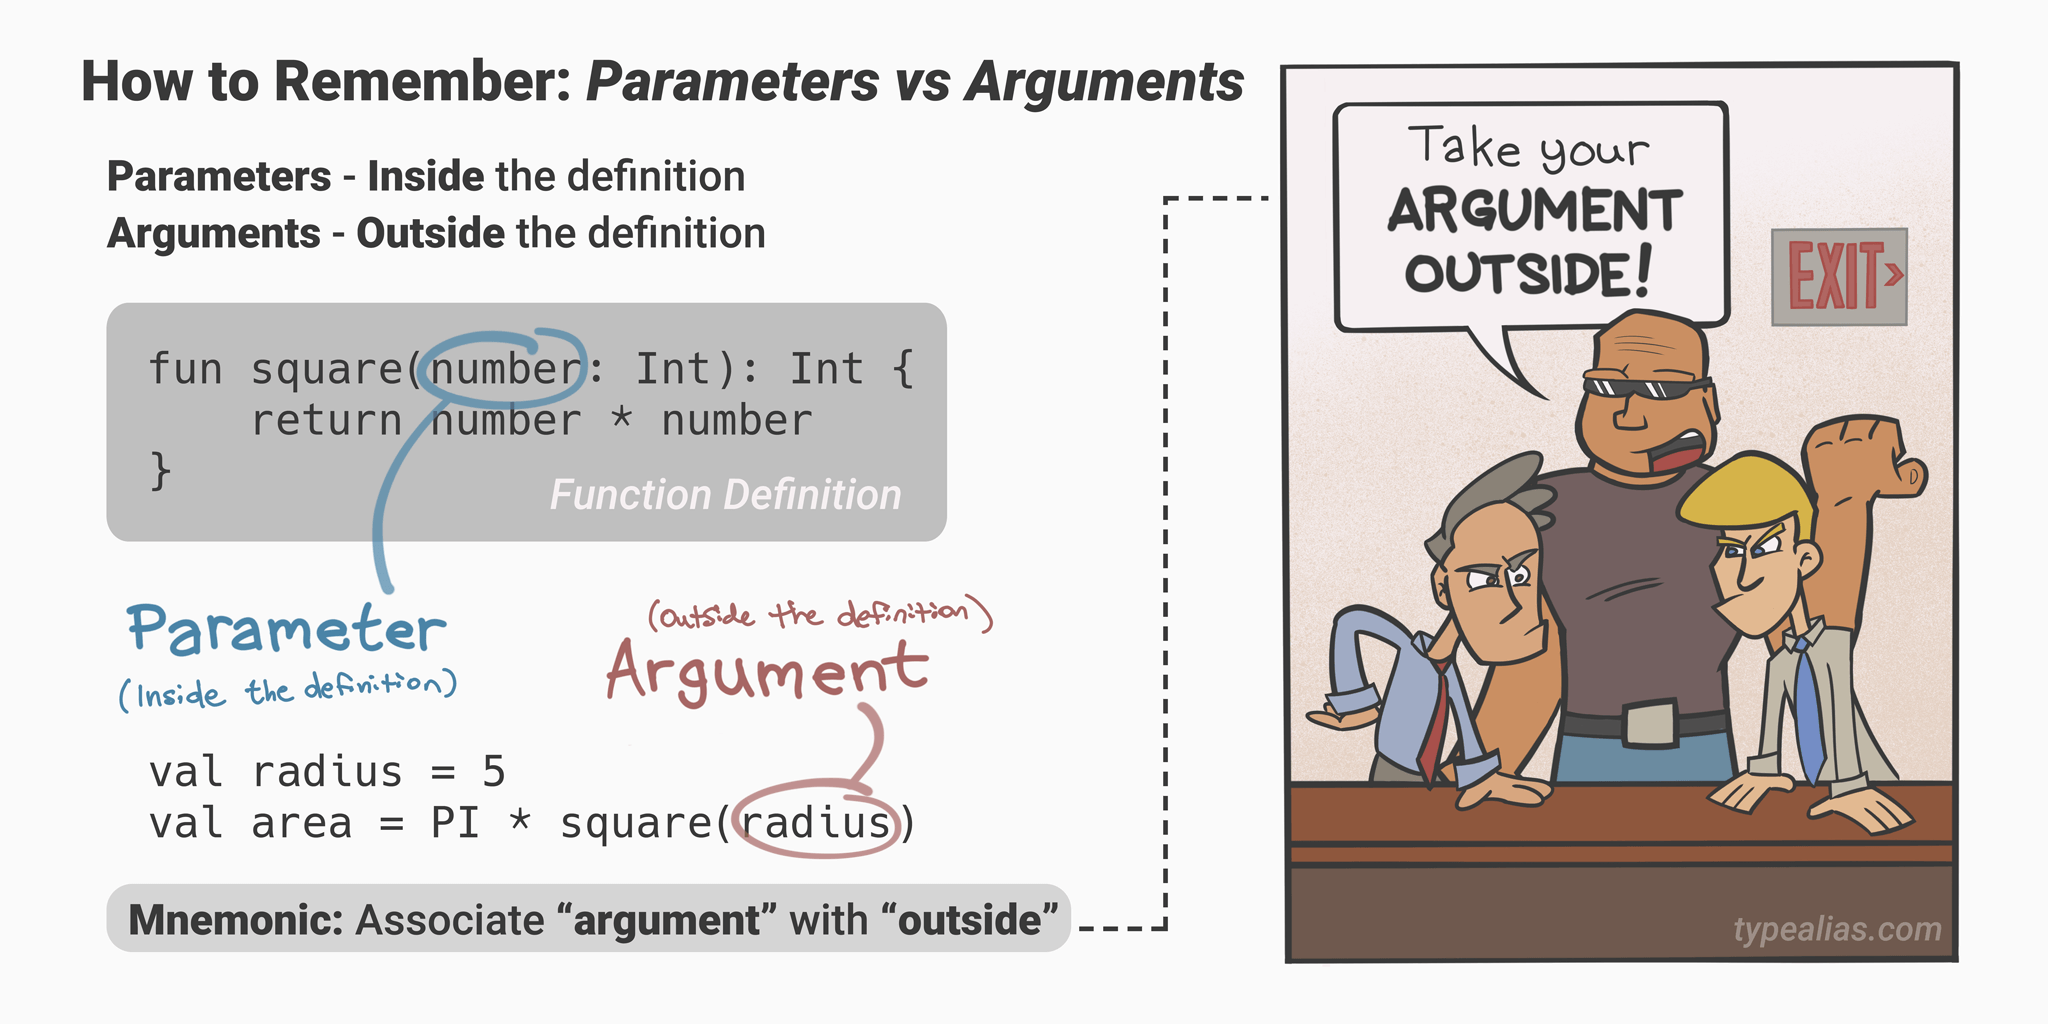 How to Remember: Parameters vs Arguments
Parameters - Inside the definition
Arguments - Outside the definition
fun square(number: Int): Int {
    return number * number
}
Function Definition
Parameter
(Inside the definition)
(Outside the definition)
Argument
val radius = 5
val area = PI * square(radius)
Mnemonic: Associate “argument” with “outside”
Take your
ARGUMENT
OUTSIDE!
EXIT>
typealias.com